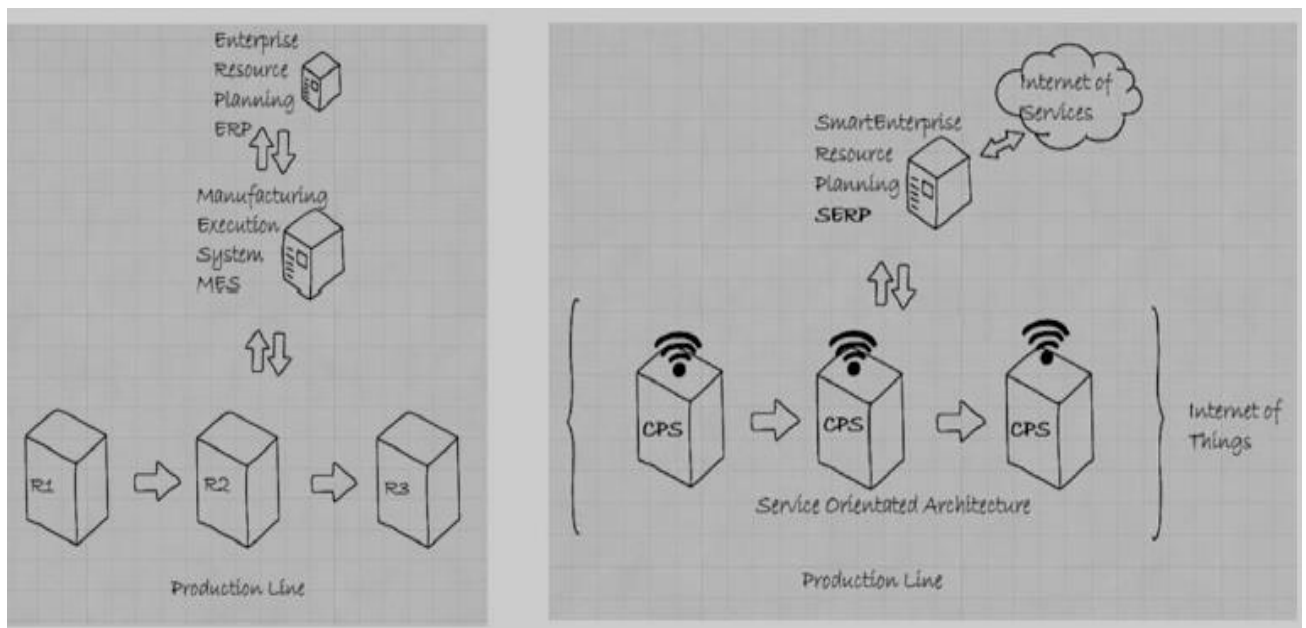 Enterprise
Resource
Planning
ERP
Manufacturing
Execution
System
MES
R1
R2
R3
Production Line
Internet of
Services
SmartEnterprise
Resource
Planning
SERP
CPS
CPS
CPS
Internet of
Things
Service Orientated Architecture
Production Line